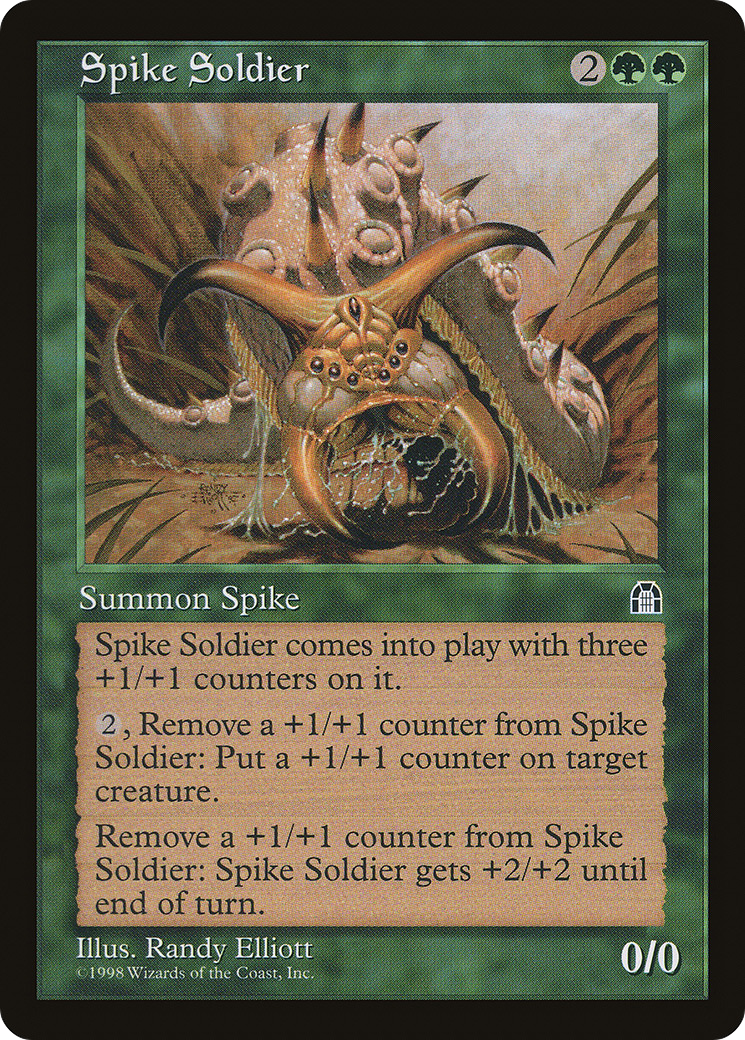 Spike Soldier 2
Summon Spike
Spike Soldier comes into play with three
+1/+1 counters on it.
2, Remove a +1/+1 counter from Spike
Soldier: Put a +1/+1 counter on target
creature.
Remove a +1/+1 counter from Spike
Soldier: Spike Soldier gets +2/+2 until
end of turn.
Illus. Randy Elliott
©1998 Wizards of the Coast, Inc.
0/0